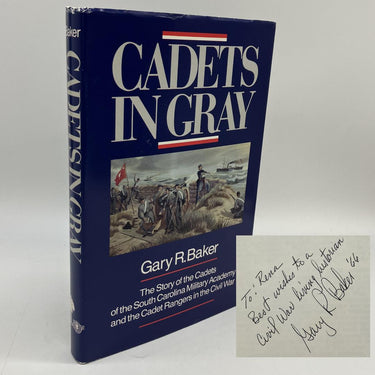 Baker
CADETS IN GRAY
CADETS
IN GRAY
Gary R. Baker
The Story of the Cadets
of the South Carolina Military Academy
and the Cadet Rangers in the Civil War
To: Rena
Best wishes to a
Civil War living historian
Gary R Baker '66